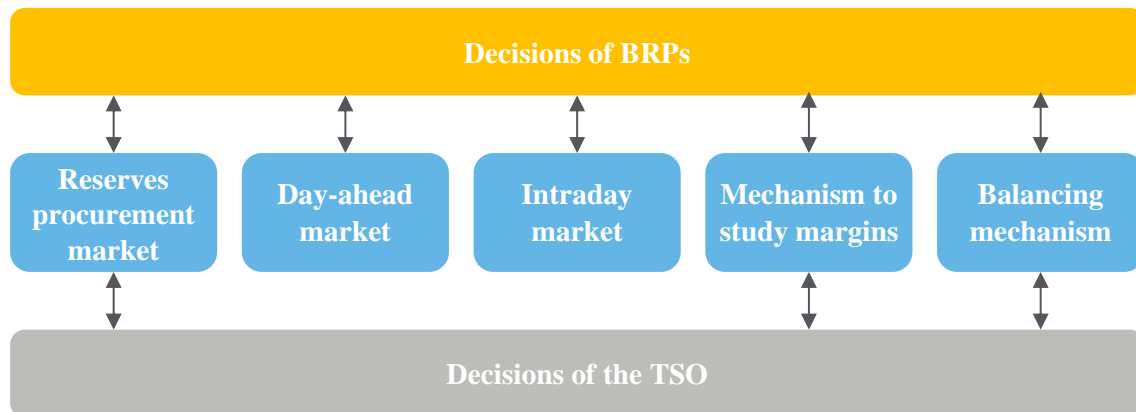 Decisions of BRPs
Reserves
procurement
market
Day-ahead
market
Intraday
market
Mechanism to
study margins
Balancing
mechanism
Decisions of the TSO